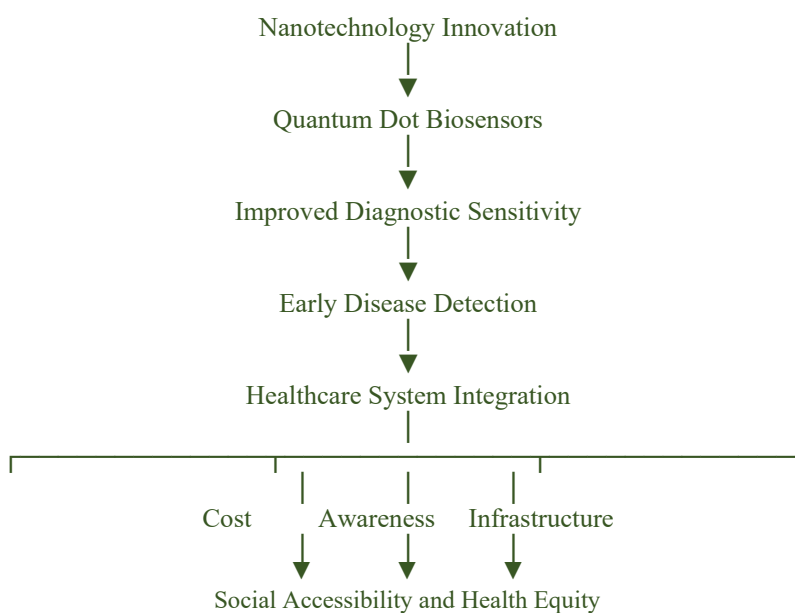 Nanotechnology Innovation
Quantum Dot Biosensors
Improved Diagnostic Sensitivity
Early Disease Detection
Healthcare System Integration
Cost Awareness Infrastructure
Social Accessibility and Health Equity